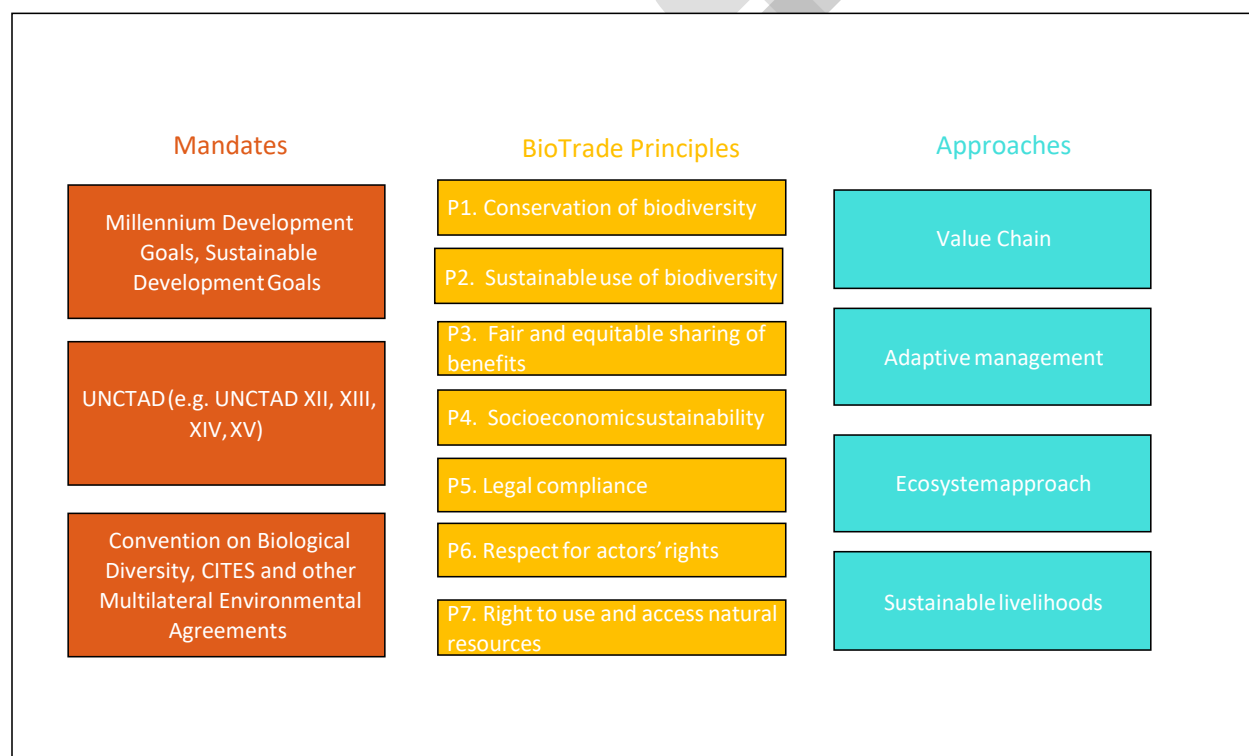 Mandates
Millennium Development
Goals, Sustainable
Development Goals
UNCTAD (e.g. UNCTAD XII, XIII,
XIV, XV)
Convention on Biological
Diversity, CITES and other
Multilateral Environmental
Agreements
BioTrade Principles
P1. Conservation of biodiversity
P2. Sustainable use of biodiversity
P3. Fair and equitable sharing of
benefits
P4. Socioeconomic sustainability
P5. Legal compliance
P6. Respect for actors’ rights
P7. Right to use and access natural
resources
Approaches
Value Chain
Adaptive management
Ecosystem approach
Sustainable livelihoods